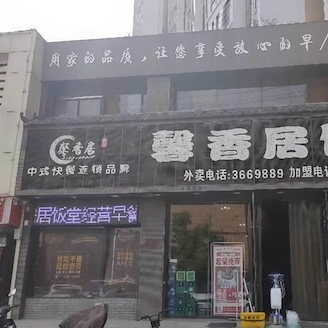 用家的品质,让您享受放心的早
馨香居
中式快餐连锁品牌
馨香居
外卖电话:3669889 加盟电话
居饭堂经营早餐